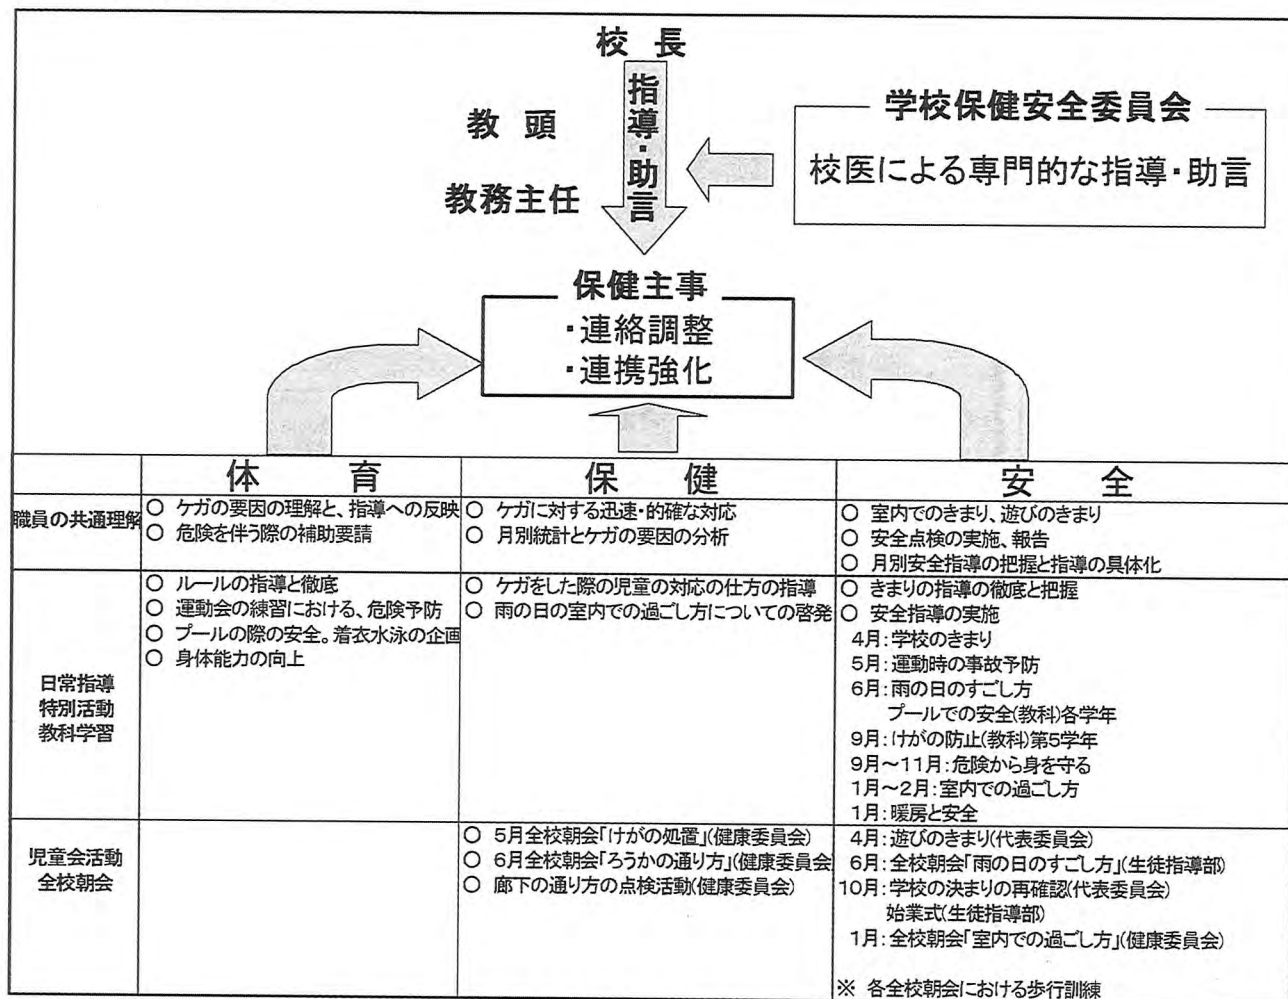 校 長
指導・助言
教 頭
教務主任
学校保健安全委員会
校医による専門的な指導・助言
保健主事
・連絡調整
・連携強化
体 育
保 健
安 全
職員の共通理解
○ ケガの要因の理解と、指導への反映
○ 危険を伴う際の補助要請
○ ケガに対する迅速・的確な対応
○ 月別統計とケガの要因の分析
○ 室内でのきまり、遊びのきまり
○ 安全点検の実施、報告
○ 月別安全指導の把握と指導の具体化
日常指導
特別活動
教科学習
○ ルールの指導と徹底
○ 運動会の練習における、危険予防
○ プールの際の安全。着衣水泳の企画
○ 身体能力の向上
○ ケガをした際の児童の対応の仕方の指導
○ 雨の日の室内での過ごし方についての啓発
○ きまりの指導の徹底と把握
○ 安全指導の実施
4月：学校のきまり
5月：運動時の事故予防
6月：雨の日のすごし方
プールでの安全(教科)各学年
9月：けがの防止(教科)第5学年
9月～11月：危険から身を守る
1月～2月：室内での過ごし方
1月：暖房と安全
児童会活動
全校朝会
○ 5月全校朝会「けがの処置」(健康委員会)
○ 6月全校朝会「ろうかの通り方」(健康委員会
○ 廊下の通り方の点検活動(健康委員会)
4月：遊びのきまり(代表委員会)
6月：全校朝会「雨の日のすごし方」(生徒指導部)
10月：学校の決まりの再確認(代表委員会)
始業式(生徒指導部)
1月：全校朝会「室内での過ごし方」(健康委員会)
※ 各全校朝会における歩行訓練